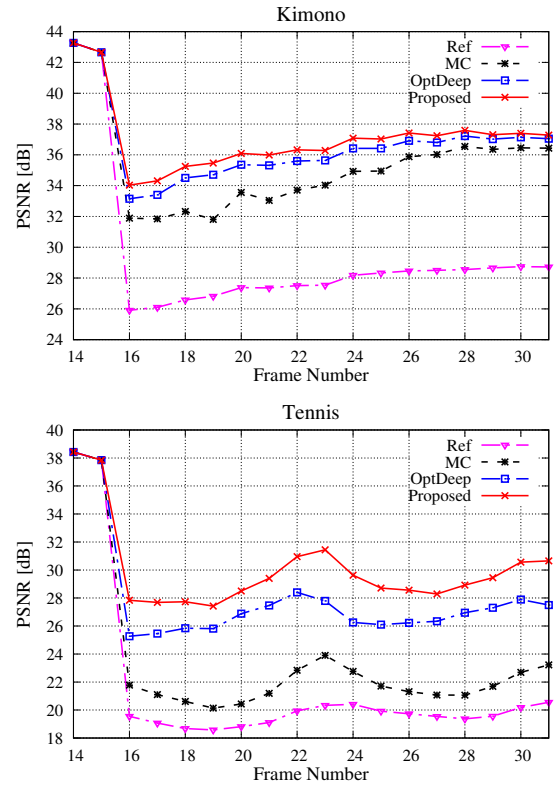 Kimono
44
42
40
38
36
34
32
30
28
26
24
PSNR [dB]
Ref
MC
OptDeep
Proposed
14 16 18 20 22 24 26 28 30
Frame Number
Tennis
40
38
36
34
32
30
28
26
24
22
20
18
PSNR [dB]
Ref
MC
OptDeep
Proposed
14 16 18 20 22 24 26 28 30
Frame Number